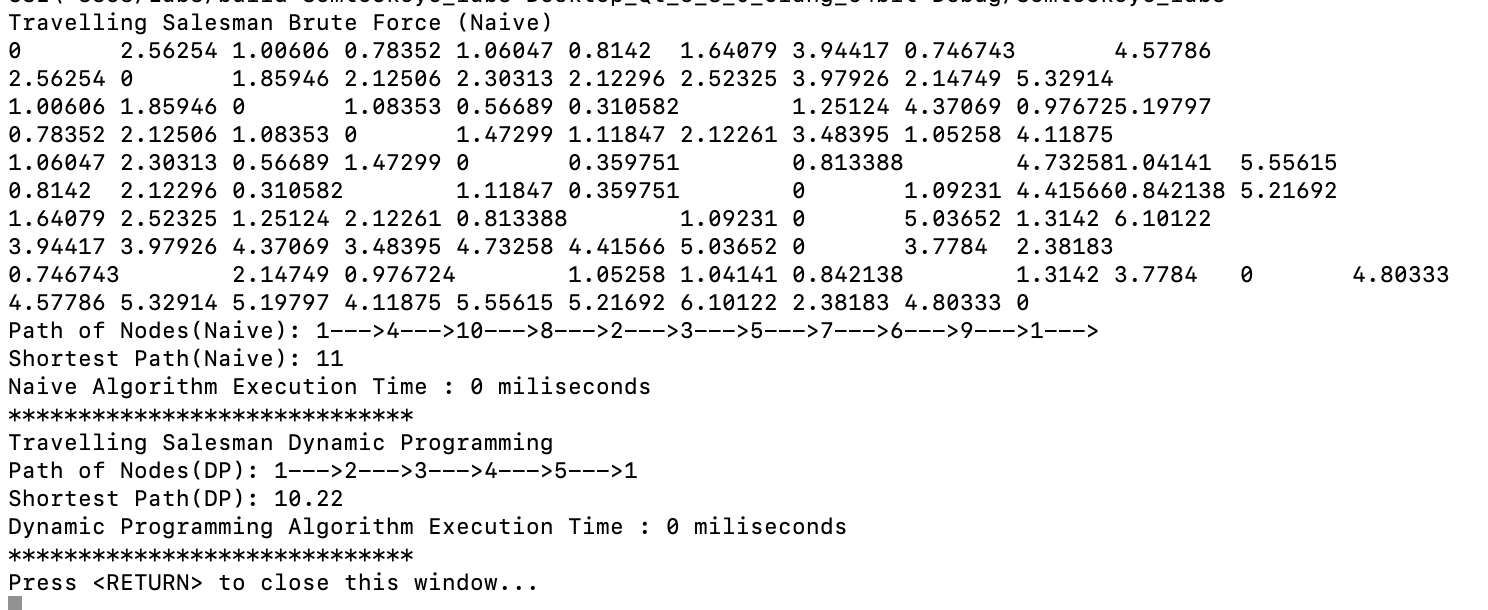 Travelling Salesman Brute Force (Naive)
0 2.56254 1.00606 0.78352 1.06047 0.8142 1.64079 3.94417 0.746743 4.57786
2.56254 0 1.85946 2.12506 2.30313 2.12296 2.52325 3.97926 2.14749 5.32914
1.00606 1.85946 0 1.08353 0.56689 0.310582 1.25124 4.37069 0.9767255.19797
0.78352 2.12506 1.08353 0 1.47299 1.11847 2.12261 3.48395 1.05258 4.11875
1.06047 2.30313 0.56689 1.47299 0 0.359751 0.813388 4.732581.04141 5.55615
0.8142 2.12296 0.310582 1.11847 0.359751 0 1.09231 4.415660.842138 5.21692
1.64079 2.52325 1.25124 2.12261 0.813388 1.09231 0 5.03652 1.3142 6.10122
3.94417 3.97926 4.37069 3.48395 4.73258 4.41566 5.03652 0 3.7784 2.38183
0.746743 2.14749 0.976724 1.05258 1.04141 0.842138 1.3142 3.7784 0 4.80333
4.57786 5.32914 5.19797 4.11875 5.55615 5.21692 6.10122 2.38183 4.80333 0
Path of Nodes(Naive): 1--->4--->10--->8--->2--->3--->5--->7--->6--->9--->1--->
Shortest Path(Naive): 11
Naive Algorithm Execution Time : 0 miliseconds
*****************************
Travelling Salesman Dynamic Programming
Path of Nodes(DP): 1--->2--->3--->4--->5--->1
Shortest Path(DP): 10.22
Dynamic Programming Algorithm Execution Time : 0 miliseconds
*****************************
Press <RETURN> to close this window...